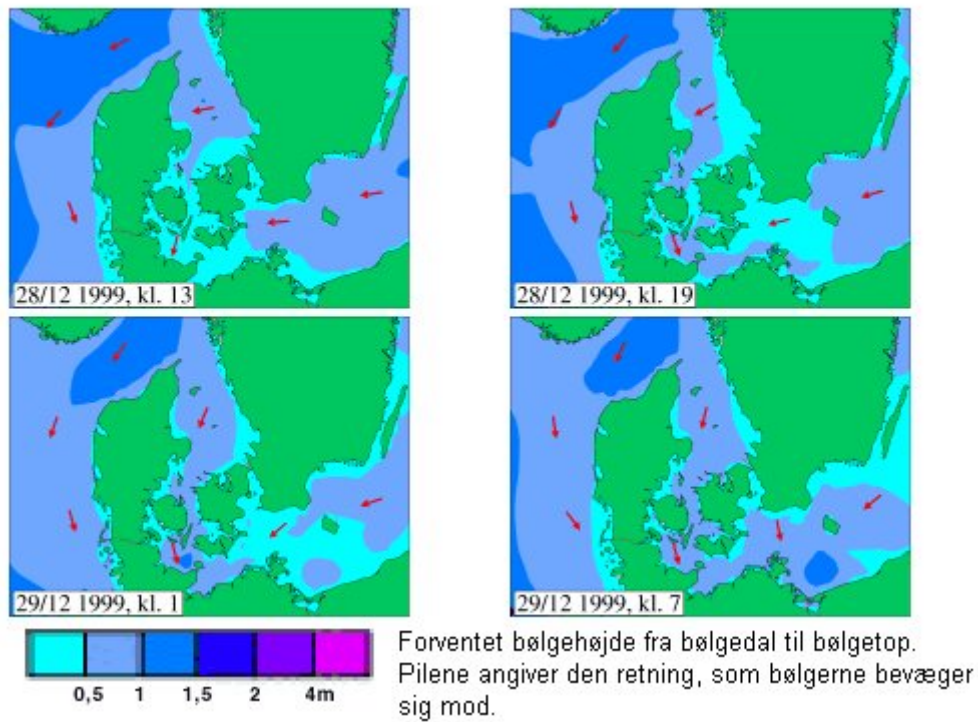 28/12 1999, kl. 13
28/12 1999, kl. 19
29/12 1999, kl. 1
29/12 1999, kl. 7
0,5 1 1,5 2 4m
Forventet bølgehøjde fra bølgedal til bølgetop.
Pilene angiver den retning, som bølgerne bevæger
sig mod.